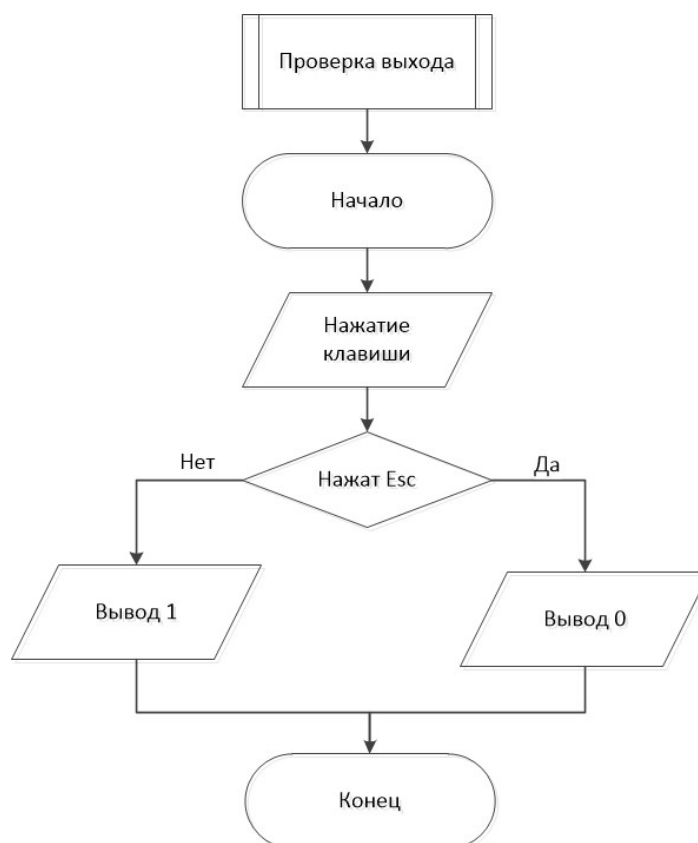 Проверка выхода
Начало
Нажатие
клавиши
Нет
Нажат Esc
Да
Вывод 1
Вывод 0
Конец